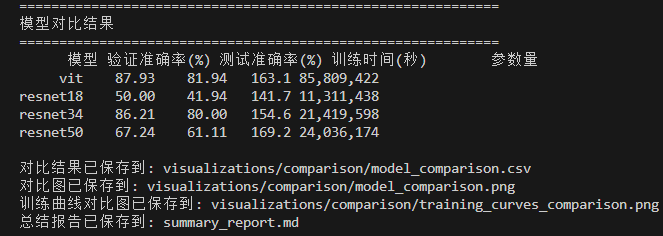 ============================================================
模型对比结果
============================================================
模型 验证准确率(%) 测试准确率(%) 训练时间(秒) 参数量
vit 87.93 81.94 163.1 85,809,422
resnet18 50.00 41.94 141.7 11,311,438
resnet34 86.21 80.00 154.6 21,419,598
resnet50 67.24 61.11 169.2 24,036,174
对比结果已保存到: visualizations/comparison/model_comparison.csv
对比图已保存到: visualizations/comparison/model_comparison.png
训练曲线对比图已保存到: visualizations/comparison/training_curves_comparison.png
总结报告已保存到: summary_report.md